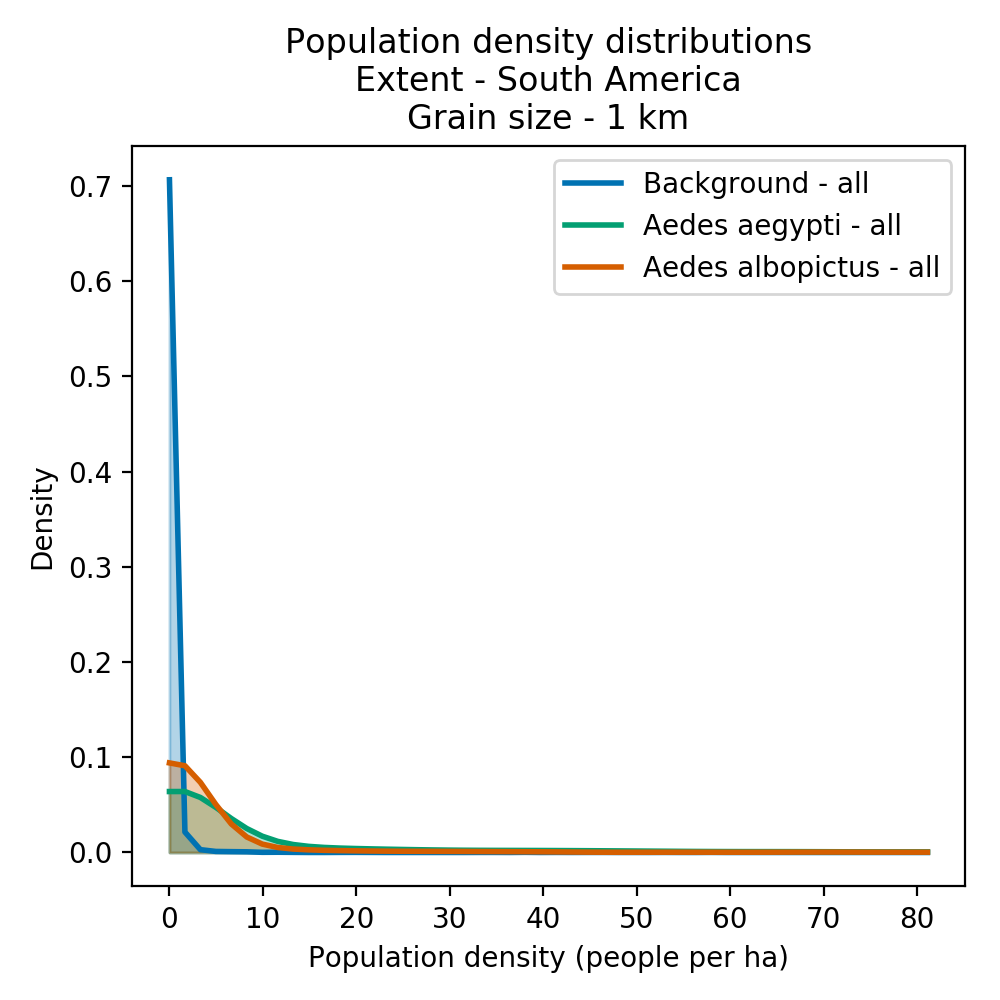 Population density distributions
Extent - South America
Grain size - 1 km
Background - all
Aedes aegypti - all
Aedes albopictus - all
Density
0.7
0.6
0.5
0.4
0.3
0.2
0.1
0.0
0 10 20 30 40 50 60 70 80
Population density (people per ha)